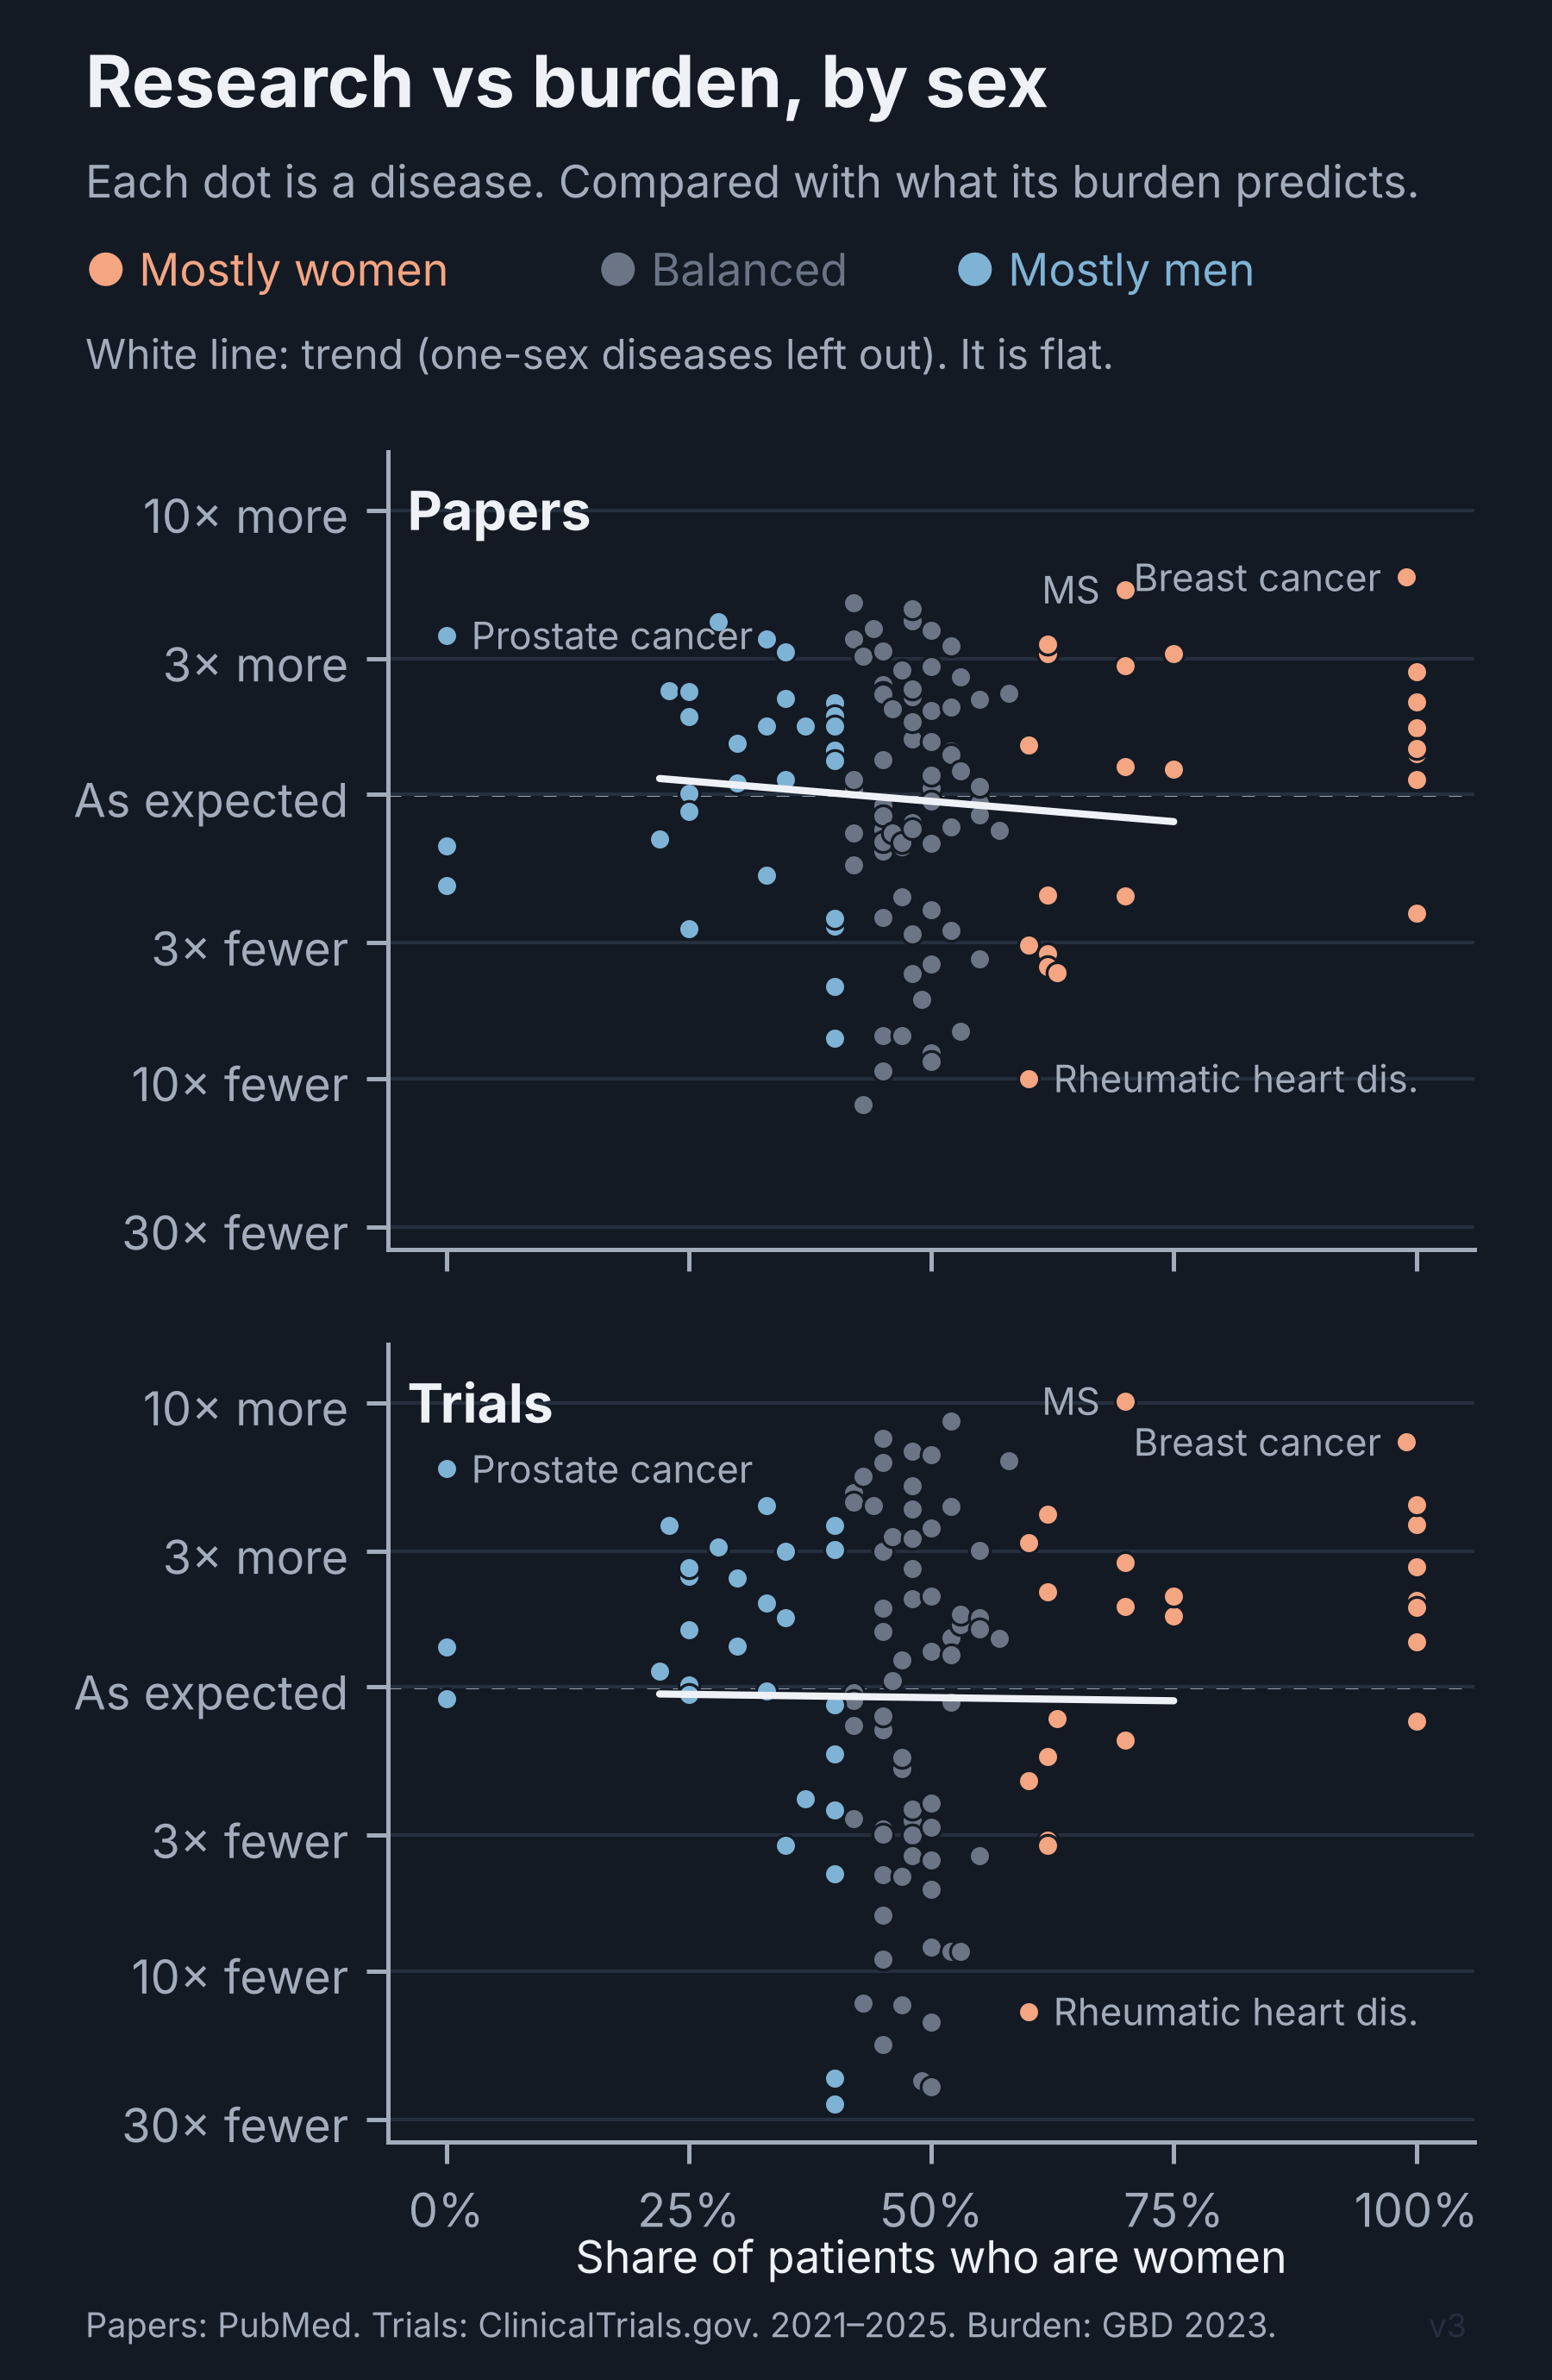 Research vs burden, by sex
Each dot is a disease. Compared with what its burden predicts.
Mostly women
Balanced
Mostly men
White line: trend (one-sex diseases left out). It is flat.
10× more
Papers
MS
Breast cancer
Prostate cancer
3× more
As expected
3× fewer
10× fewer
Rheumatic heart dis.
30× fewer
10× more
Trials
MS
Breast cancer
Prostate cancer
3× more
As expected
3× fewer
10× fewer
Rheumatic heart dis.
30× fewer
0%
25%
50%
75%
100%
Share of patients who are women
Papers: PubMed. Trials: ClinicalTrials.gov. 2021–2025. Burden: GBD 2023.
v3